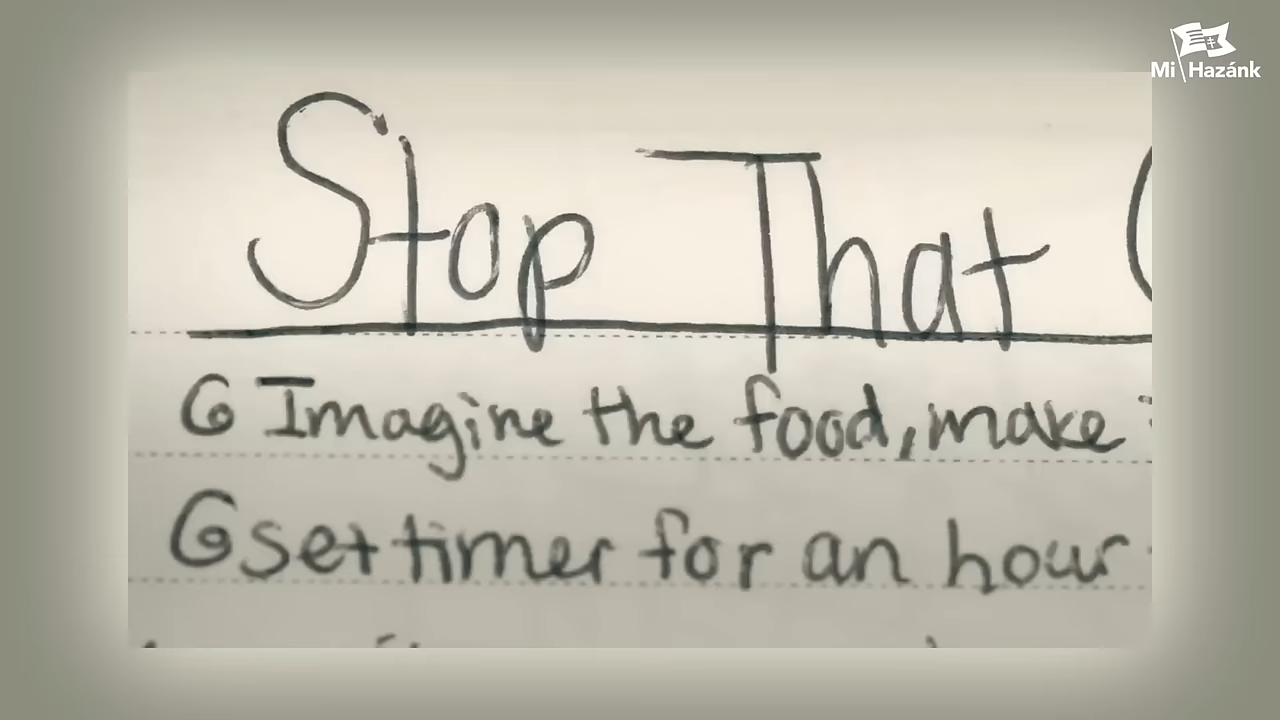 Mi Hazánk
Stop That
Imagine the food, make
set timer for an hour